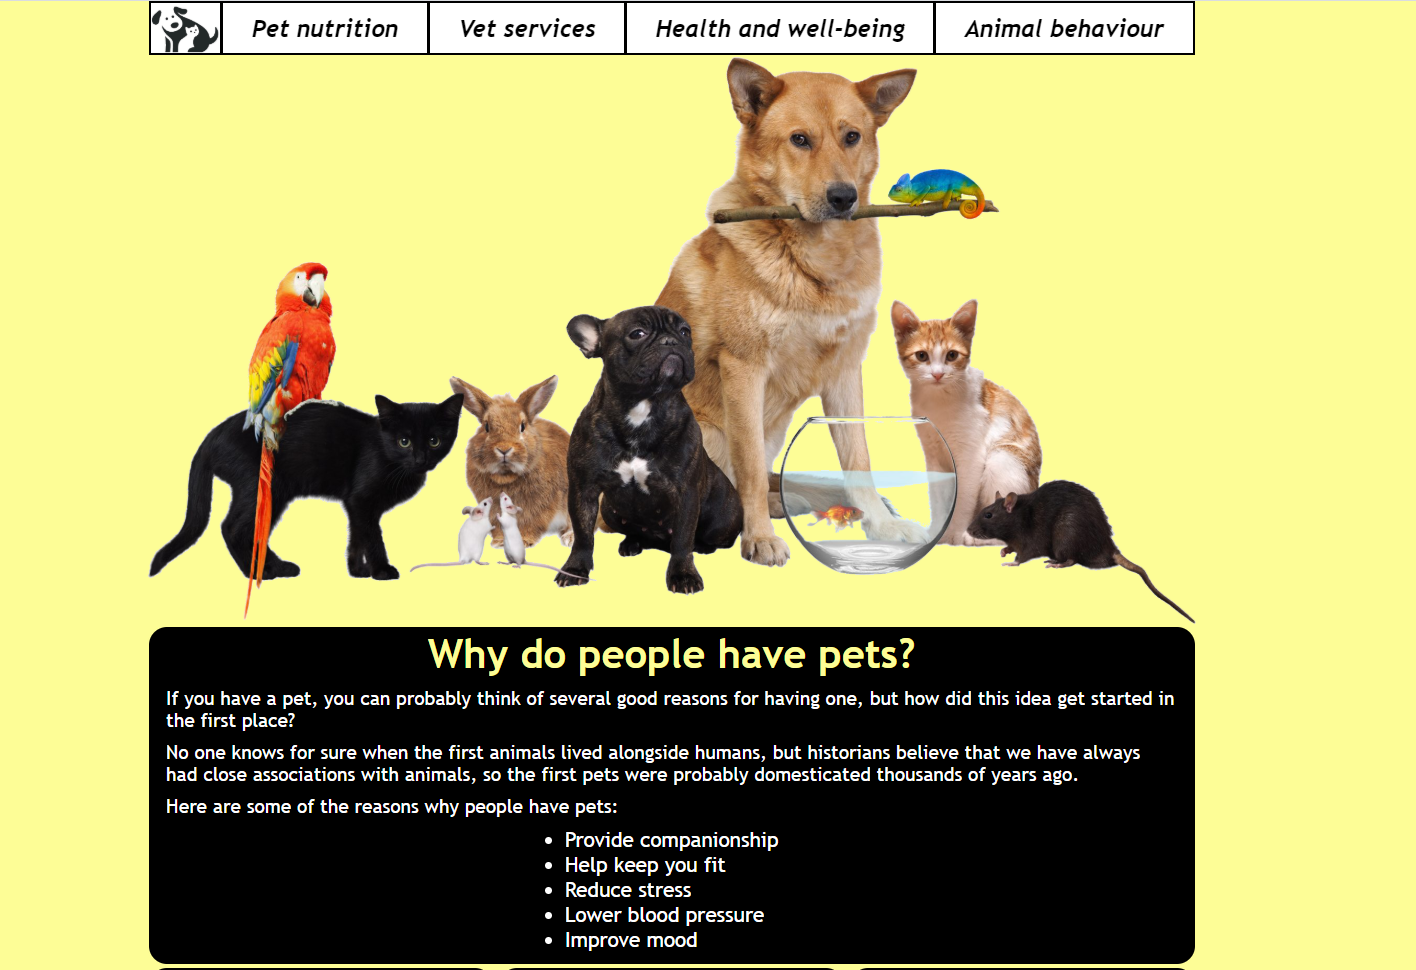 Pet nutrition
Vet services
Health and well-being
Animal behaviour
Why do people have pets?
If you have a pet, you can probably think of several good reasons for having one, but how did this idea get started in
the first place?
No one knows for sure when the first animals lived alongside humans, but historians believe that we have always
had close associations with animals, so the first pets were probably domesticated thousands of years ago.
Here are some of the reasons why people have pets:
• Provide companionship
• Help keep you fit
• Reduce stress
• Lower blood pressure
• Improve mood